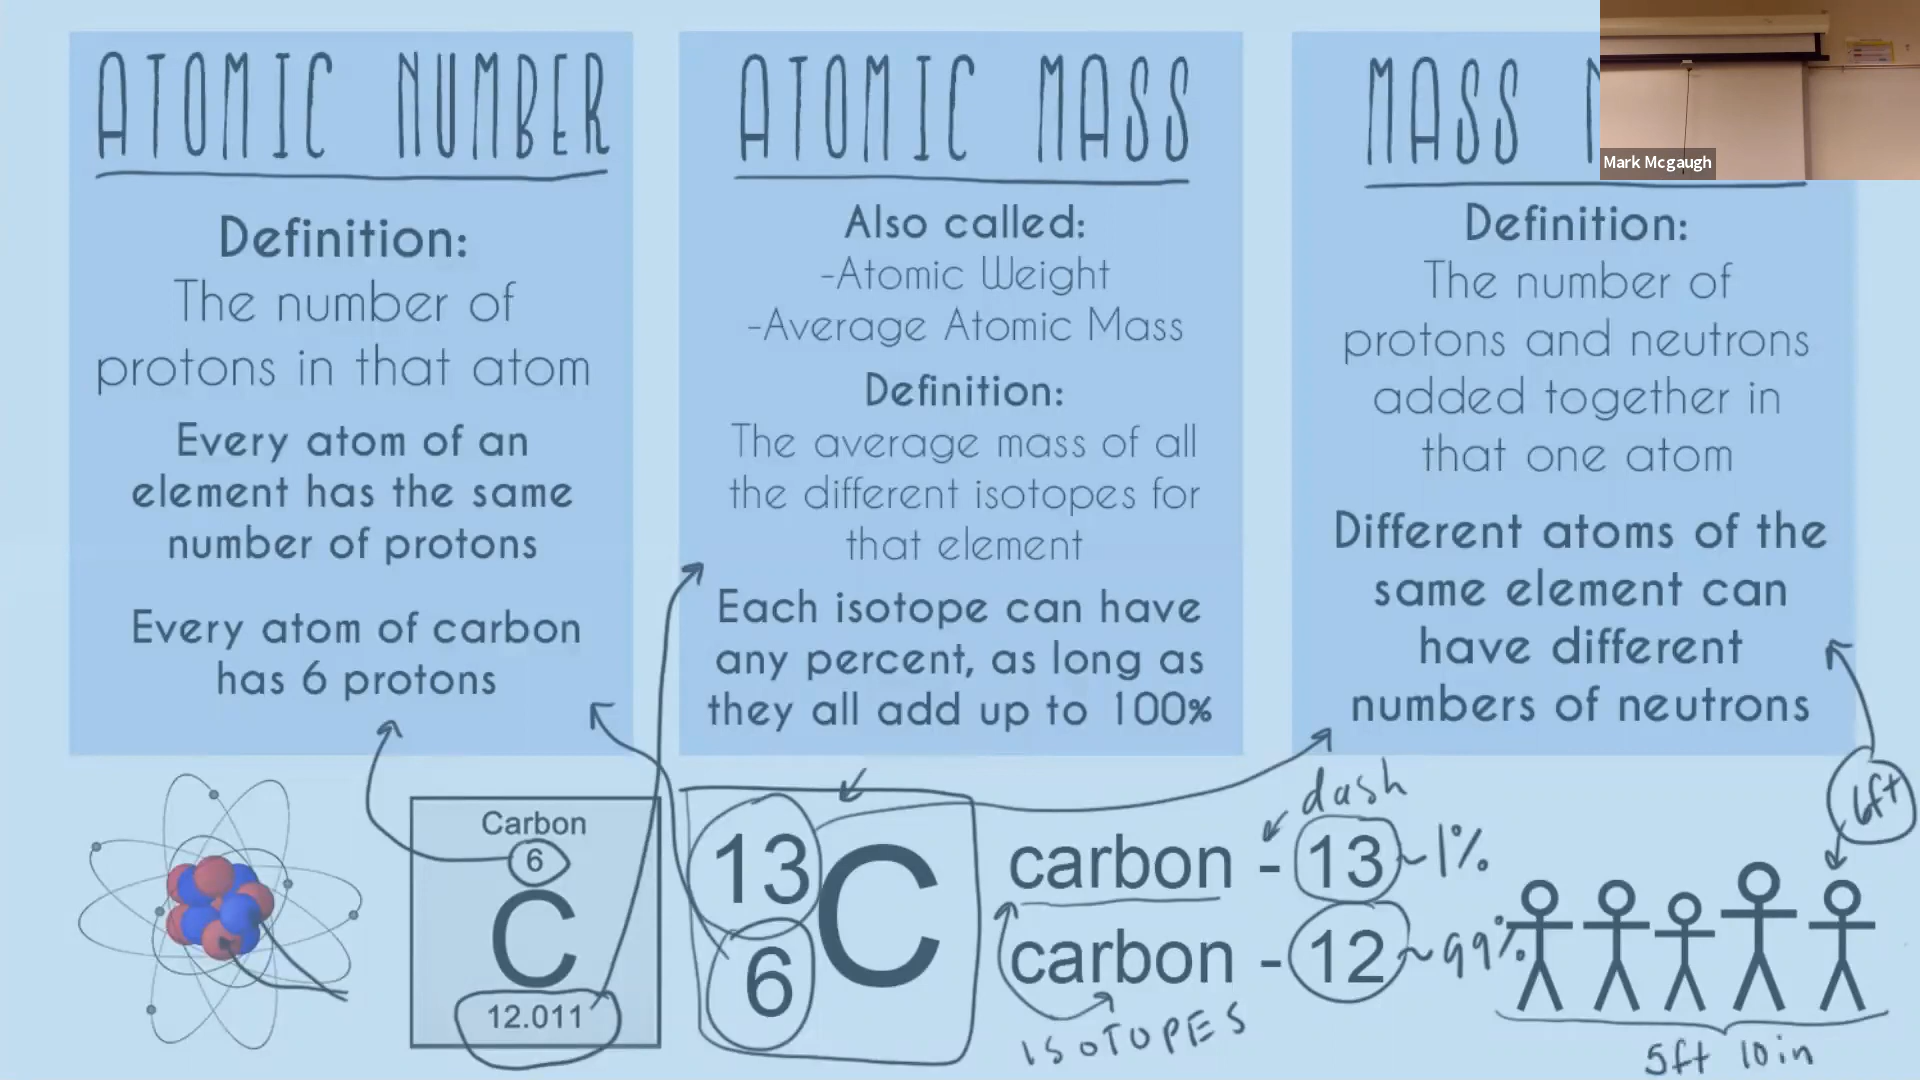 ATOMIC NUMBER
Definition:
The number of
protons in that atom
Every atom of an
element has the same
number of protons
Every atom of carbon
has 6 protons
ATOMIC MASS
Also called:
-Atomic Weight
-Average Atomic Mass
Definition:
The average mass of all
the different isotopes for
that element
Each isotope can have
any percent, as long as
they all add up to 100%
MASS
Mark Mcgaugh
Definition:
The number of
protons and neutrons
added together in
that one atom
Different atoms of the
same element can
have different
numbers of neutrons
Carbon
6
C
12.011
13
6
C
dash
carbon - 13 ~1%
carbon - 12 ~99%
ISOTOPES
6ft
5ft 10in